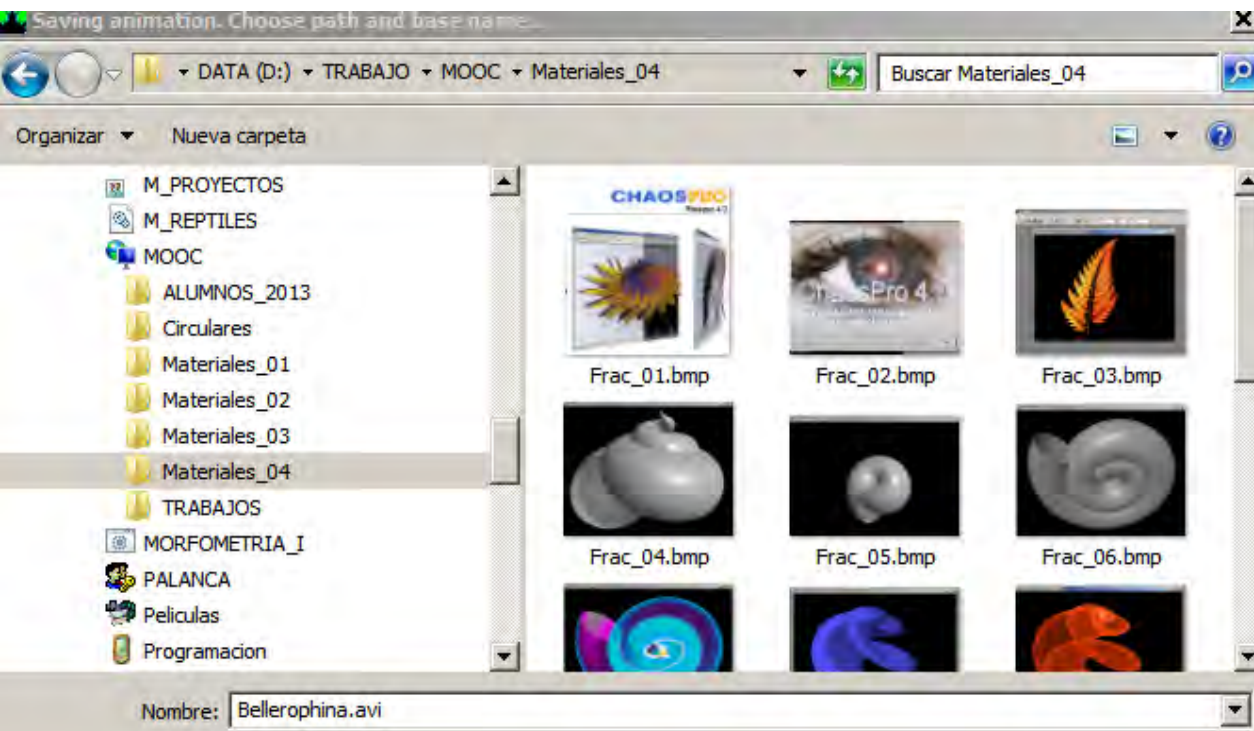 Saving animation. Choose path and base name...
DATA (D:) TRABAJO MOOC Materiales_04
Buscar Materiales_04
Organizar
Nueva carpeta
M_PROYECTOS
M_REPTILES
MOOC
ALUMNOS_2013
Circulares
Materiales_01
Materiales_02
Materiales_03
Materiales_04
TRABAJOS
MORFOMETRIA_I
PALANCA
Peliculas
Programacion
CHAOSPRO
ChaosPro 4
Frac_01.bmp
Frac_02.bmp
Frac_03.bmp
Frac_04.bmp
Frac_05.bmp
Frac_06.bmp
Nombre: Bellerophina.avi